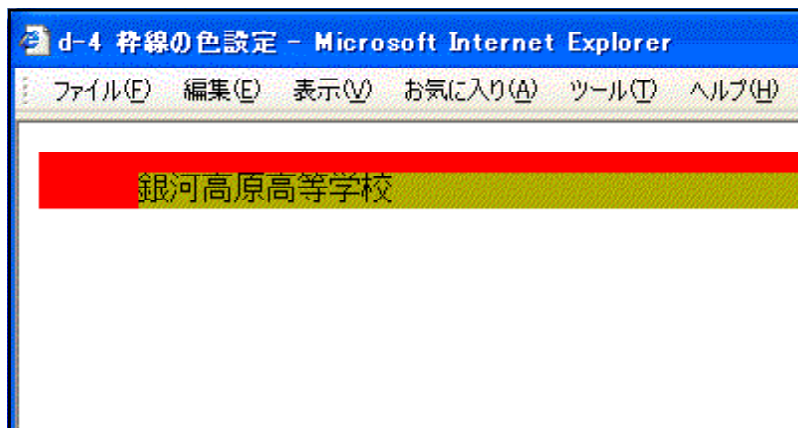 d-4 枠線の色設定 - Microsoft Internet Explorer
ファイル(F) 編集(E) 表示(V) お気に入り(A) ツール(T) ヘルプ(H)
銀河高原高等学校